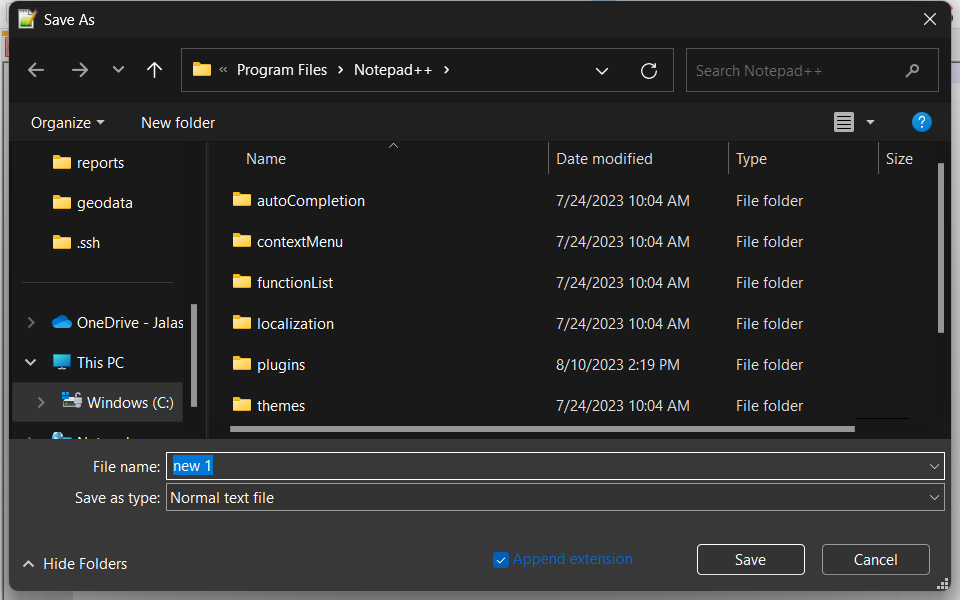 Save As
« Program Files › Notepad++ ›
Search Notepad++
Organize
New folder
?
reports
geodata
.ssh
OneDrive - Jalas
This PC
Windows (C:)
Name Date modified Type Size
autoCompletion 7/24/2023 10:04 AM File folder
contextMenu 7/24/2023 10:04 AM File folder
functionList 7/24/2023 10:04 AM File folder
localization 7/24/2023 10:04 AM File folder
plugins 8/10/2023 2:19 PM File folder
themes 7/24/2023 10:04 AM File folder
File name: new 1
Save as type: Normal text file
Hide Folders
Append extension
Save
Cancel